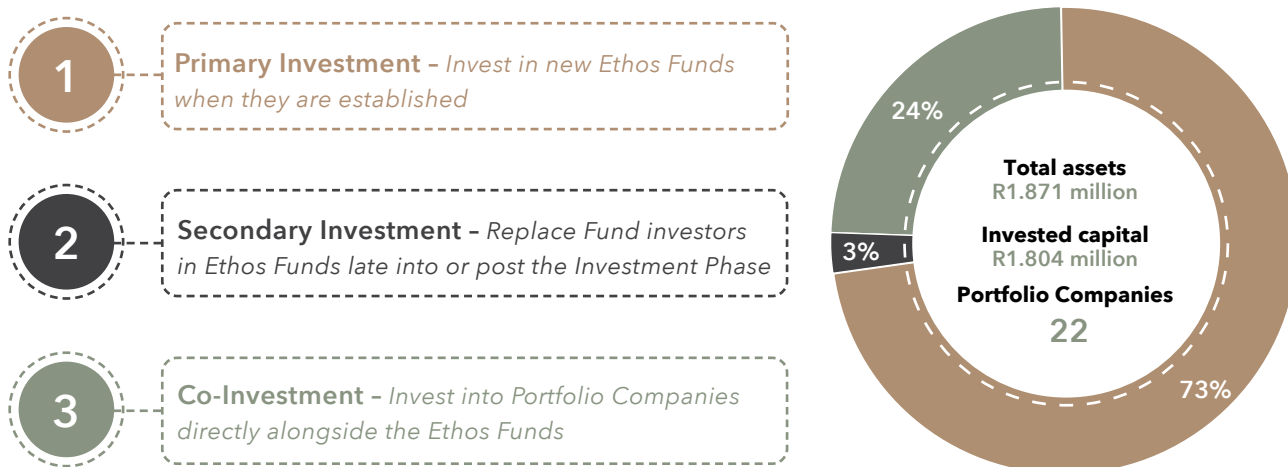 1
Primary Investment – Invest in new Ethos Funds
when they are established
2
Secondary Investment – Replace Fund investors
in Ethos Funds late into or post the Investment Phase
3
Co-Investment – Invest into Portfolio Companies
directly alongside the Ethos Funds
24%
3%
73%
Total assets
R1.871 million
Invested capital
R1.804 million
Portfolio Companies
22